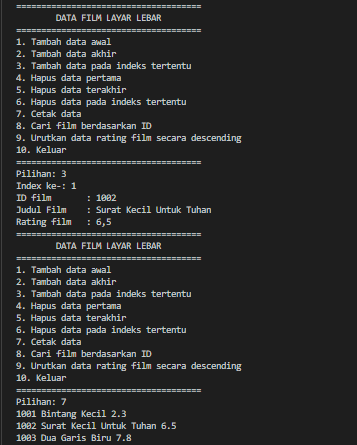 =====================================
DATA FILM LAYAR LEBAR
=====================================
1. Tambah data awal
2. Tambah data akhir
3. Tambah data pada indeks tertentu
4. Hapus data pertama
5. Hapus data terakhir
6. Hapus data pada indeks tertentu
7. Cetak data
8. Cari film berdasarkan ID
9. Urutkan data rating film secara descending
10. Keluar
=====================================
Pilihan: 3
Index ke-: 1
ID film : 1002
Judul Film : Surat Kecil Untuk Tuhan
Rating film : 6,5
=====================================
DATA FILM LAYAR LEBAR
=====================================
1. Tambah data awal
2. Tambah data akhir
3. Tambah data pada indeks tertentu
4. Hapus data pertama
5. Hapus data terakhir
6. Hapus data pada indeks tertentu
7. Cetak data
8. Cari film berdasarkan ID
9. Urutkan data rating film secara descending
10. Keluar
=====================================
Pilihan: 7
1001 Bintang Kecil 2.3
1002 Surat Kecil Untuk Tuhan 6.5
1003 Dua Garis Biru 7.8